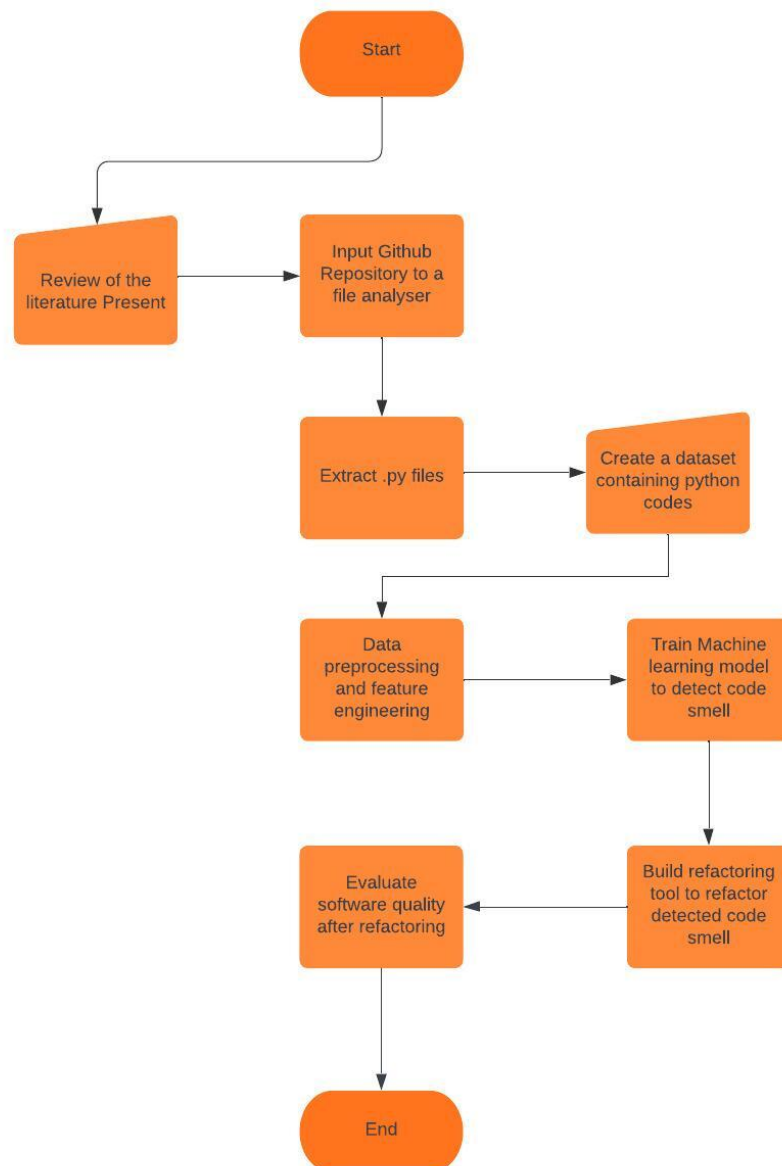 Start
Review of the
literature Present
Input Github
Repository to a
file analyser
Extract .py files
Create a dataset
containing python
codes
Data
preprocessing
and feature
engineering
Train Machine
learning model
to detect code
smell
Build refactoring
tool to refactor
detected code
smell
Evaluate
software quality
after refactoring
End